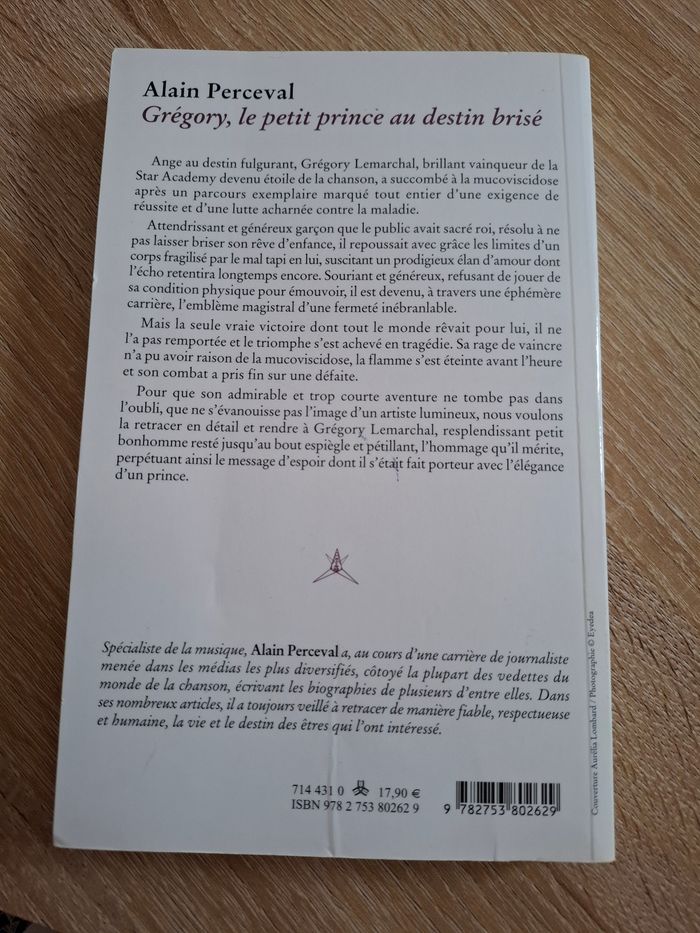 Alain Perceval
Grégory, le petit prince au destin brisé
Ange au destin fulgurant, Grégory Lemarchal, brillant vainqueur de la
Star Academy devenu étoile de la chanson, a succombé à la mucoviscidose
après un parcours exemplaire marqué tout entier d’une exigence de
réussite et d’une lutte acharnée contre la maladie.
Attendrissant et généreux garçon que le public avait sacré roi, résolu à ne
pas laisser briser son rêve d’enfance, il repoussait avec grâce les limites d’un
corps fragilisé par le mal tapi en lui, suscitant un prodigieux élan d’amour dont
l’écho retentira longtemps encore. Souriant et généreux, refusant de jouer de
sa condition physique pour émouvoir, il est devenu, à travers une éphémère
carrière, l’emblème magistral d’une fermeté inébranlable.
Mais la seule vraie victoire dont tout le monde rêvait pour lui, il ne
l’a pas remportée et le triomphe s’est achevé en tragédie. Sa rage de vaincre
n’a pu avoir raison de la mucoviscidose, la flamme s’est éteinte avant l’heure
et son combat a pris fin sur une défaite.
Pour que son admirable et trop courte aventure ne tombe pas dans
l’oubli, que ne s’évanouisse pas l’image d’un artiste lumineux, nous voulons
la retracer en détail et rendre à Grégory Lemarchal, resplendissant petit
bonhomme resté jusqu’au bout espiègle et pétillant, l’hommage qu’il mérite,
perpétuant ainsi le message d’espoir dont il s’était fait porteur avec l’élégance
d’un prince.
Spécialiste de la musique, Alain Perceval a, au cours d’une carrière de journaliste
menée dans les médias les plus diversifiés, côtoyé la plupart des vedettes du
monde de la chanson, écrivant les biographies de plusieurs d’entre elles. Dans
ses nombreux articles, il a toujours veillé à retracer de manière fiable, respectueuse
et humaine, la vie et le destin des êtres qui l’ont intéressé.
714 431 0 17,90 €
ISBN 978 2 753 80262 9
9 782753 802629
Couverture Aurélia Lombard / Photographie © Eyedea